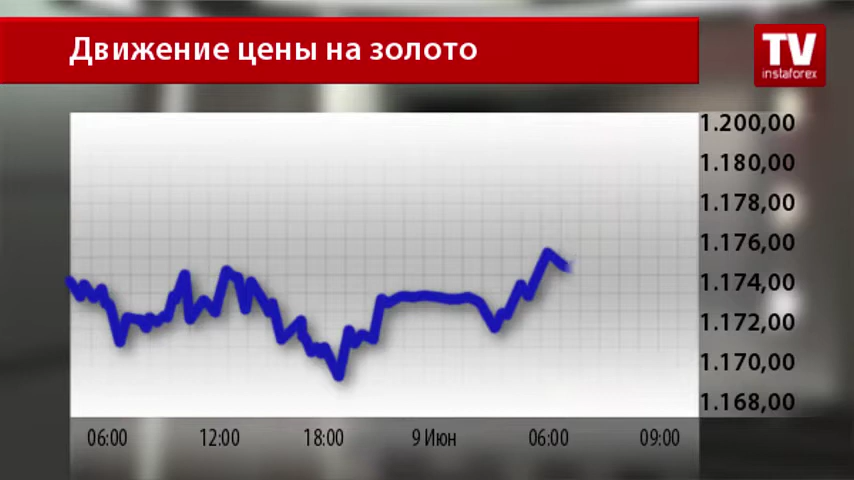 Движение цены на золото
TV
instaforex
1.200,00
1.180,00
1.178,00
1.176,00
1.174,00
1.172,00
1.170,00
1.168,00
06:00 12:00 18:00 9 Июн 06:00 09:00